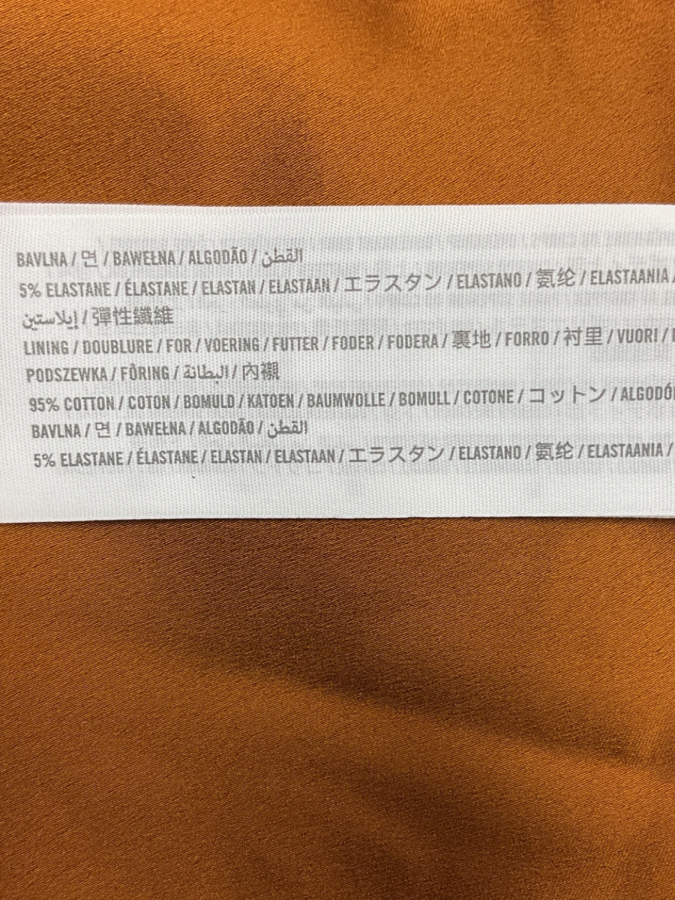 BAVLNA / 면 / BAWEŁNA / ALGODÃO / القطن
5% ELASTANE / ÉLASTANE / ELASTAN / ELASTAAN / エラスタン / ELASTANO / 氨纶 / ELASTAANIA /
إيلاستين / 彈性纖維
LINING / DOUBLURE / FOR / VOERING / FUTTER / FODER / FODERA / 裏地 / FORRO / 衬里 / VUORI /
PODSZEWKA / FÔRING / البطانة / 內襯
95% COTTON / COTON / BOMULD / KATOEN / BAUMWOLLE / BOMULL / COTONE / コットン / ALGODÓ
BAVLNA / 면 / BAWEŁNA / ALGODÃO / القطن
5% ELASTANE / ÉLASTANE / ELASTAN / ELASTAAN / エラスタン / ELASTANO / 氨纶 / ELASTAANIA /